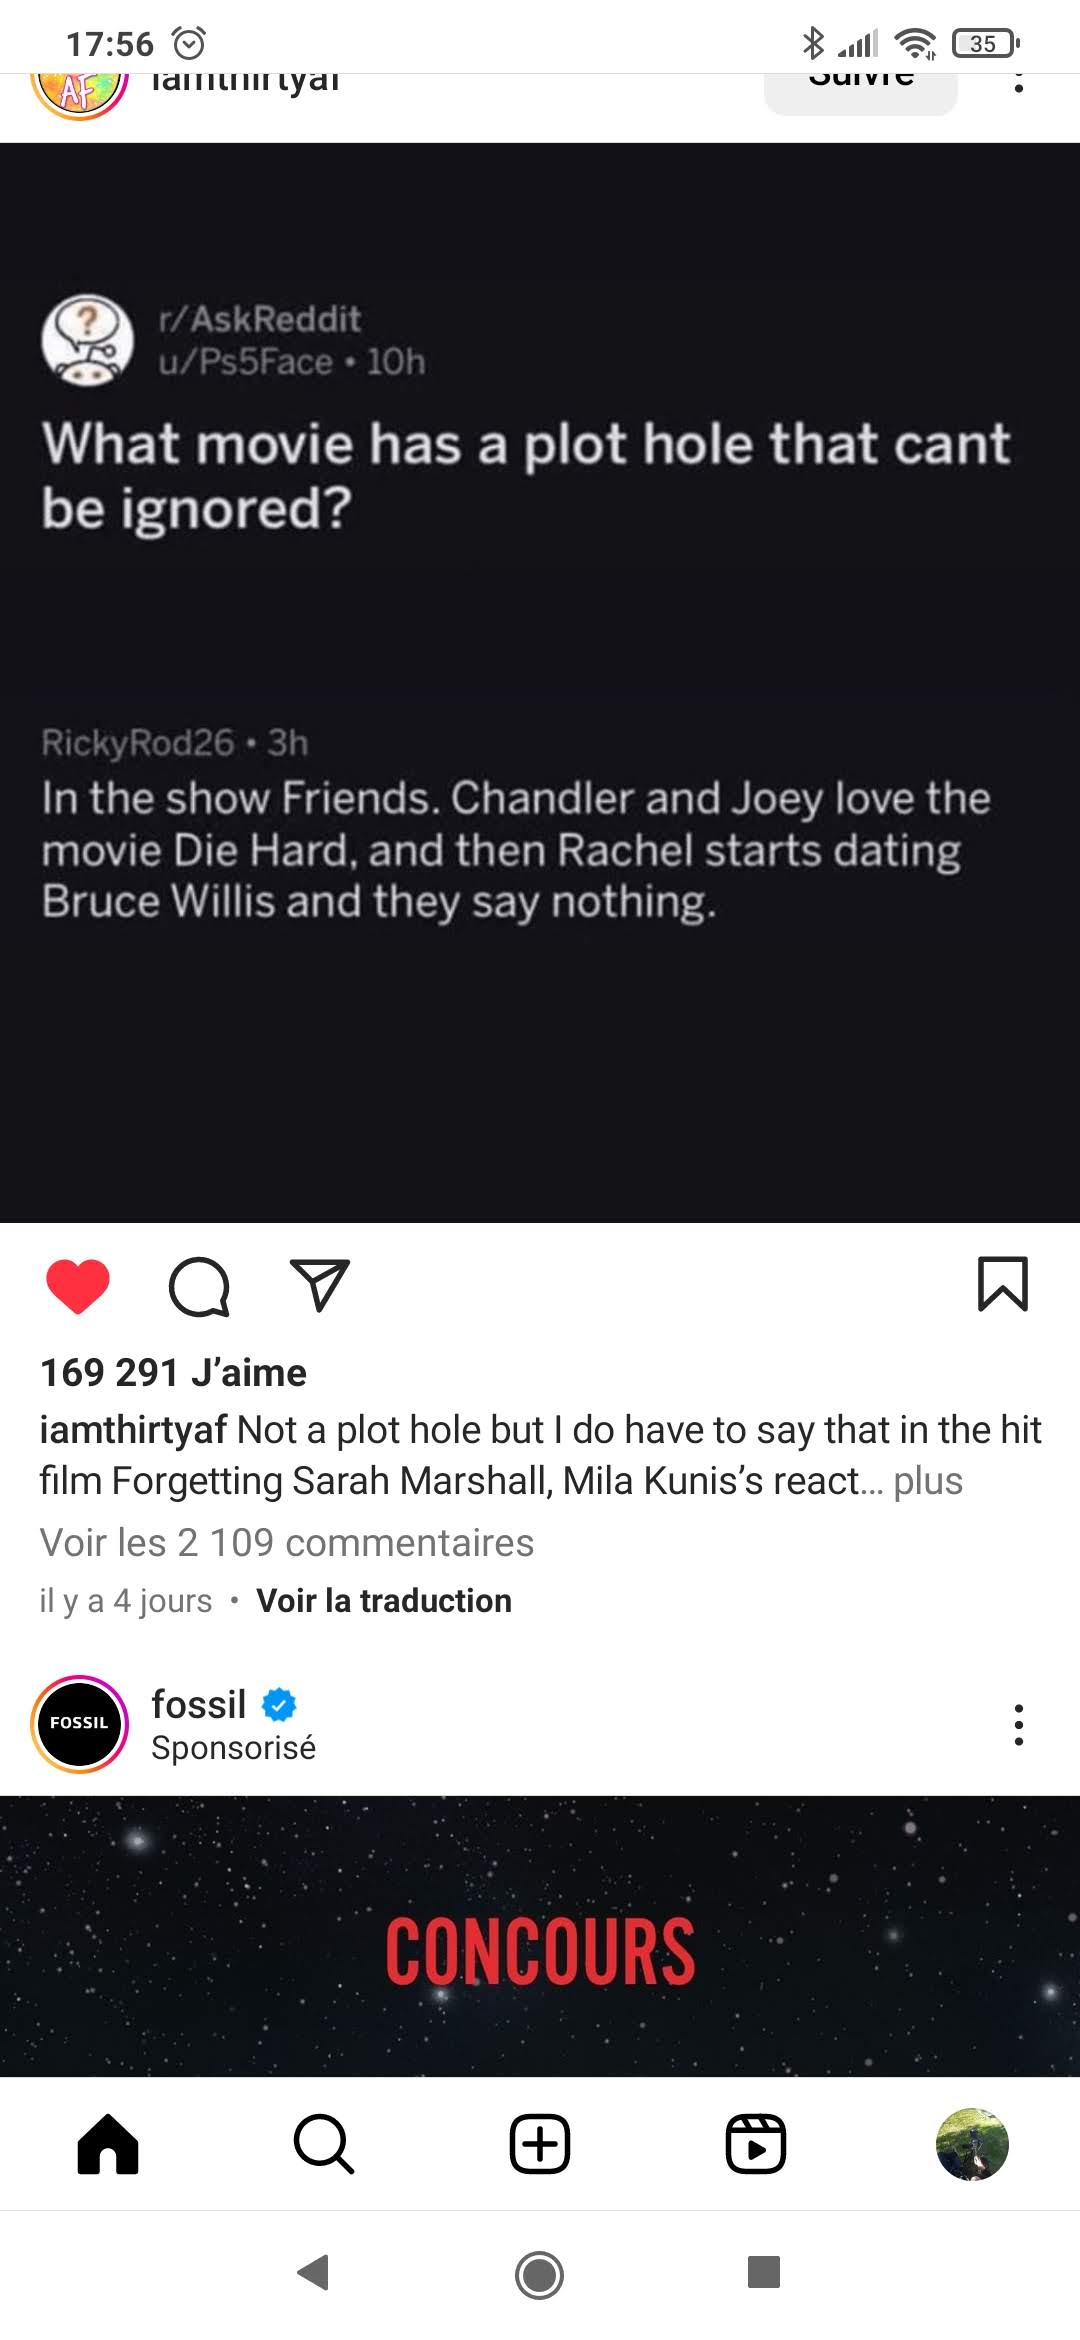 17:56
35
AF
iamthirtyaf
Suivre
r/AskReddit
u/Ps5Face • 10h
What movie has a plot hole that cant
be ignored?
RickyRod26 • 3h
In the show Friends. Chandler and Joey love the
movie Die Hard, and then Rachel starts dating
Bruce Willis and they say nothing.
169 291 J’aime
iamthirtyaf Not a plot hole but I do have to say that in the hit
film Forgetting Sarah Marshall, Mila Kunis’s react... plus
Voir les 2 109 commentaires
il y a 4 jours • Voir la traduction
FOSSIL
fossil
Sponsorisé
CONCOURS